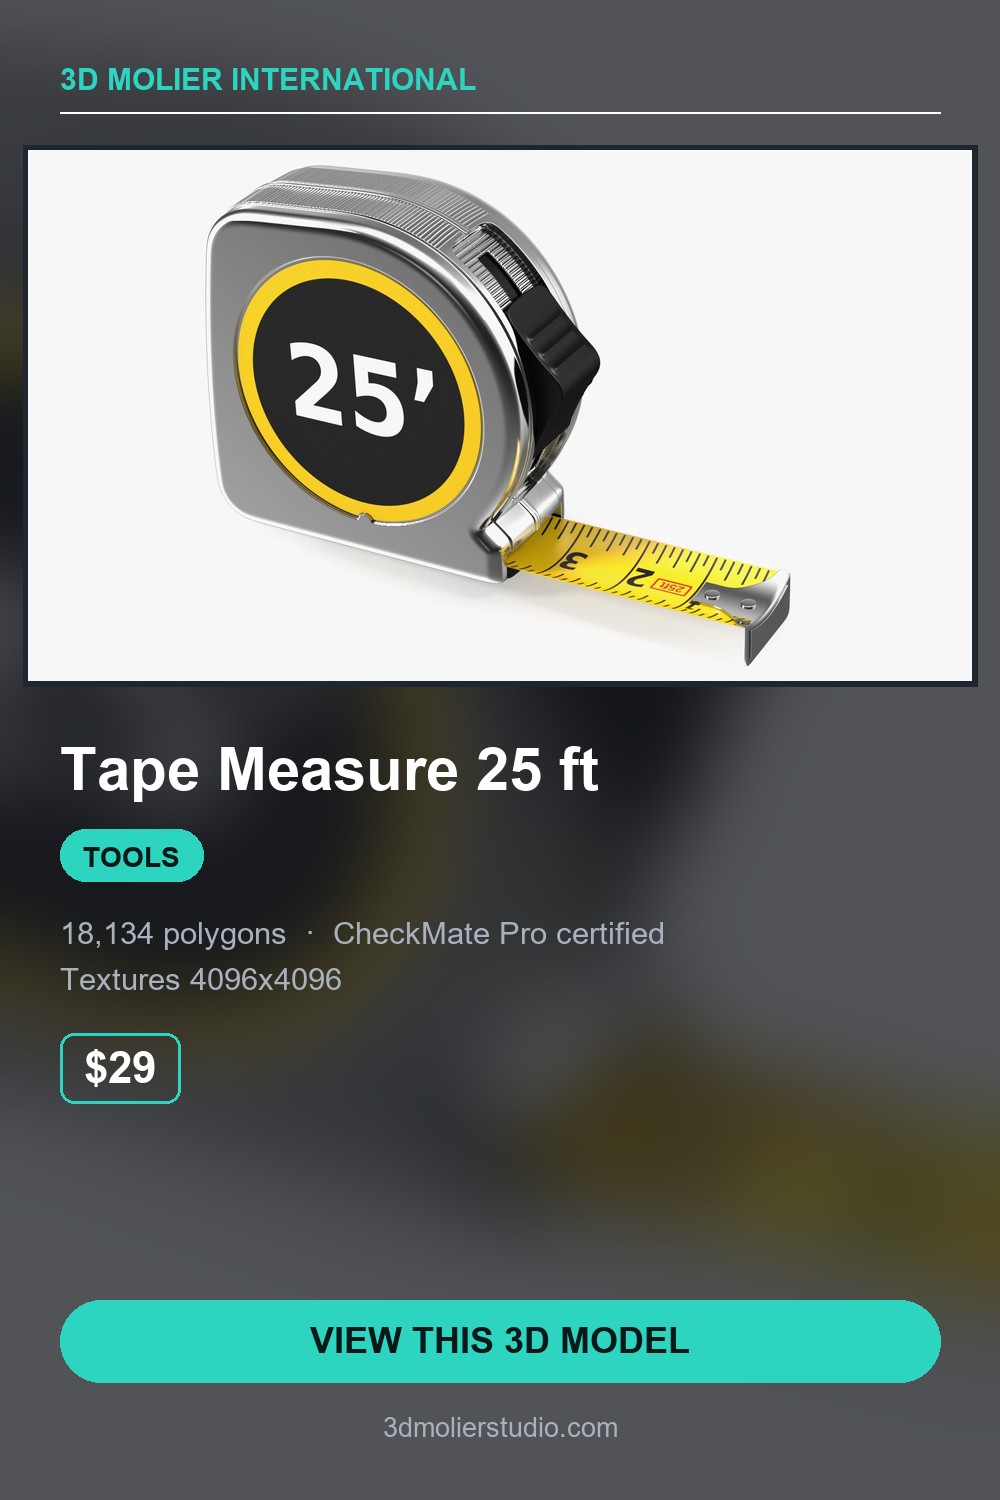 3D MOLIER INTERNATIONAL
25’
3
2
25ft
1
Tape Measure 25 ft
TOOLS
18,134 polygons · CheckMate Pro certified
Textures 4096x4096
$29
VIEW THIS 3D MODEL
3dmolierstudio.com